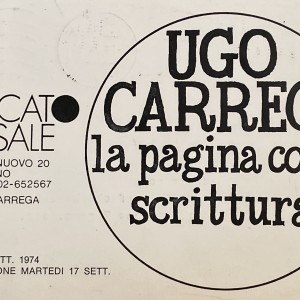 CATO
SALE
NUOVO 20
NO
02-652567
ARREGA
TT. 1974
ONE MARTEDI 17 SETT.
UGO
CARREG
la pagina co
scrittura